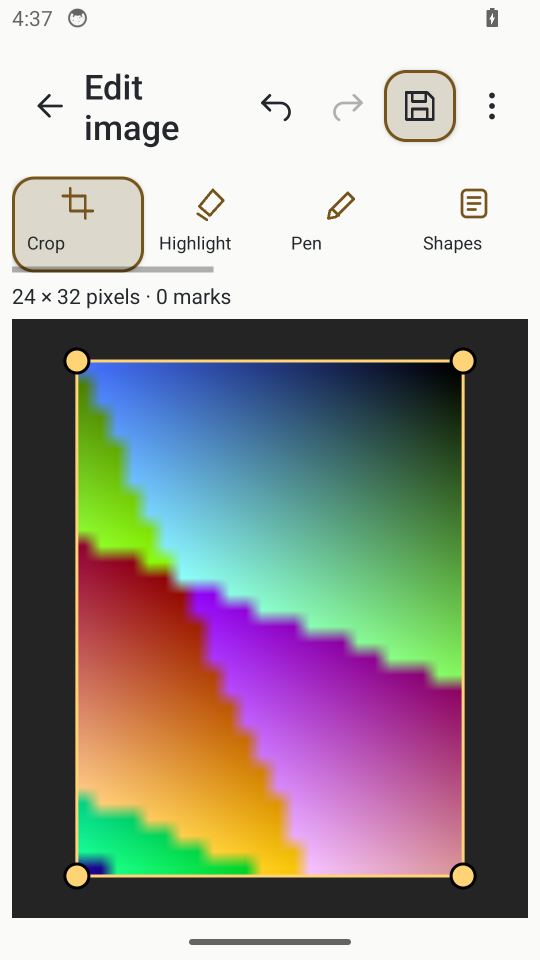 4:37
Edit
image
Crop
Highlight
Pen
Shapes
24 × 32 pixels · 0 marks